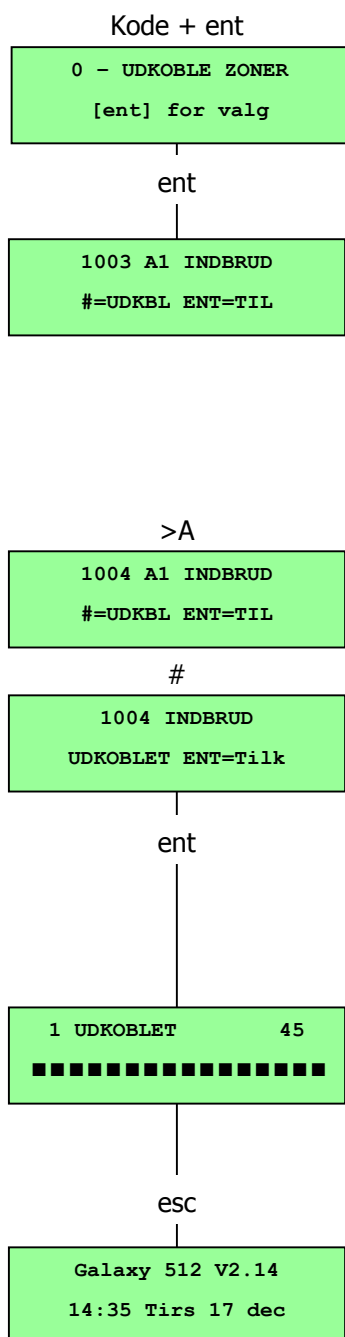 Kode + ent
0 – UDKOBLE ZONER
[ent] for valg
ent
1003 A1 INDBRUD
#=UDKBL ENT=TIL
>A
1004 A1 INDBRUD
#=UDKBL ENT=TIL
#
1004 INDBRUD
UDKOBLET ENT=Tilk
ent
1 UDKOBLET 45
■■■■■■■■■■■■■■■■
esc
Galaxy 512 V2.14
14:35 Tirs 17 dec